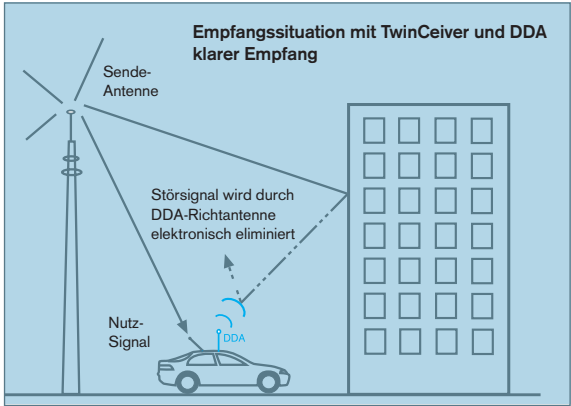 Empfangssituation mit TwinCeiver und DDA
klarer Empfang
Sende-
Antenne
Störsignal wird durch
DDA-Richtantenne
elektronisch eliminiert
Nutz-
Signal
DDA